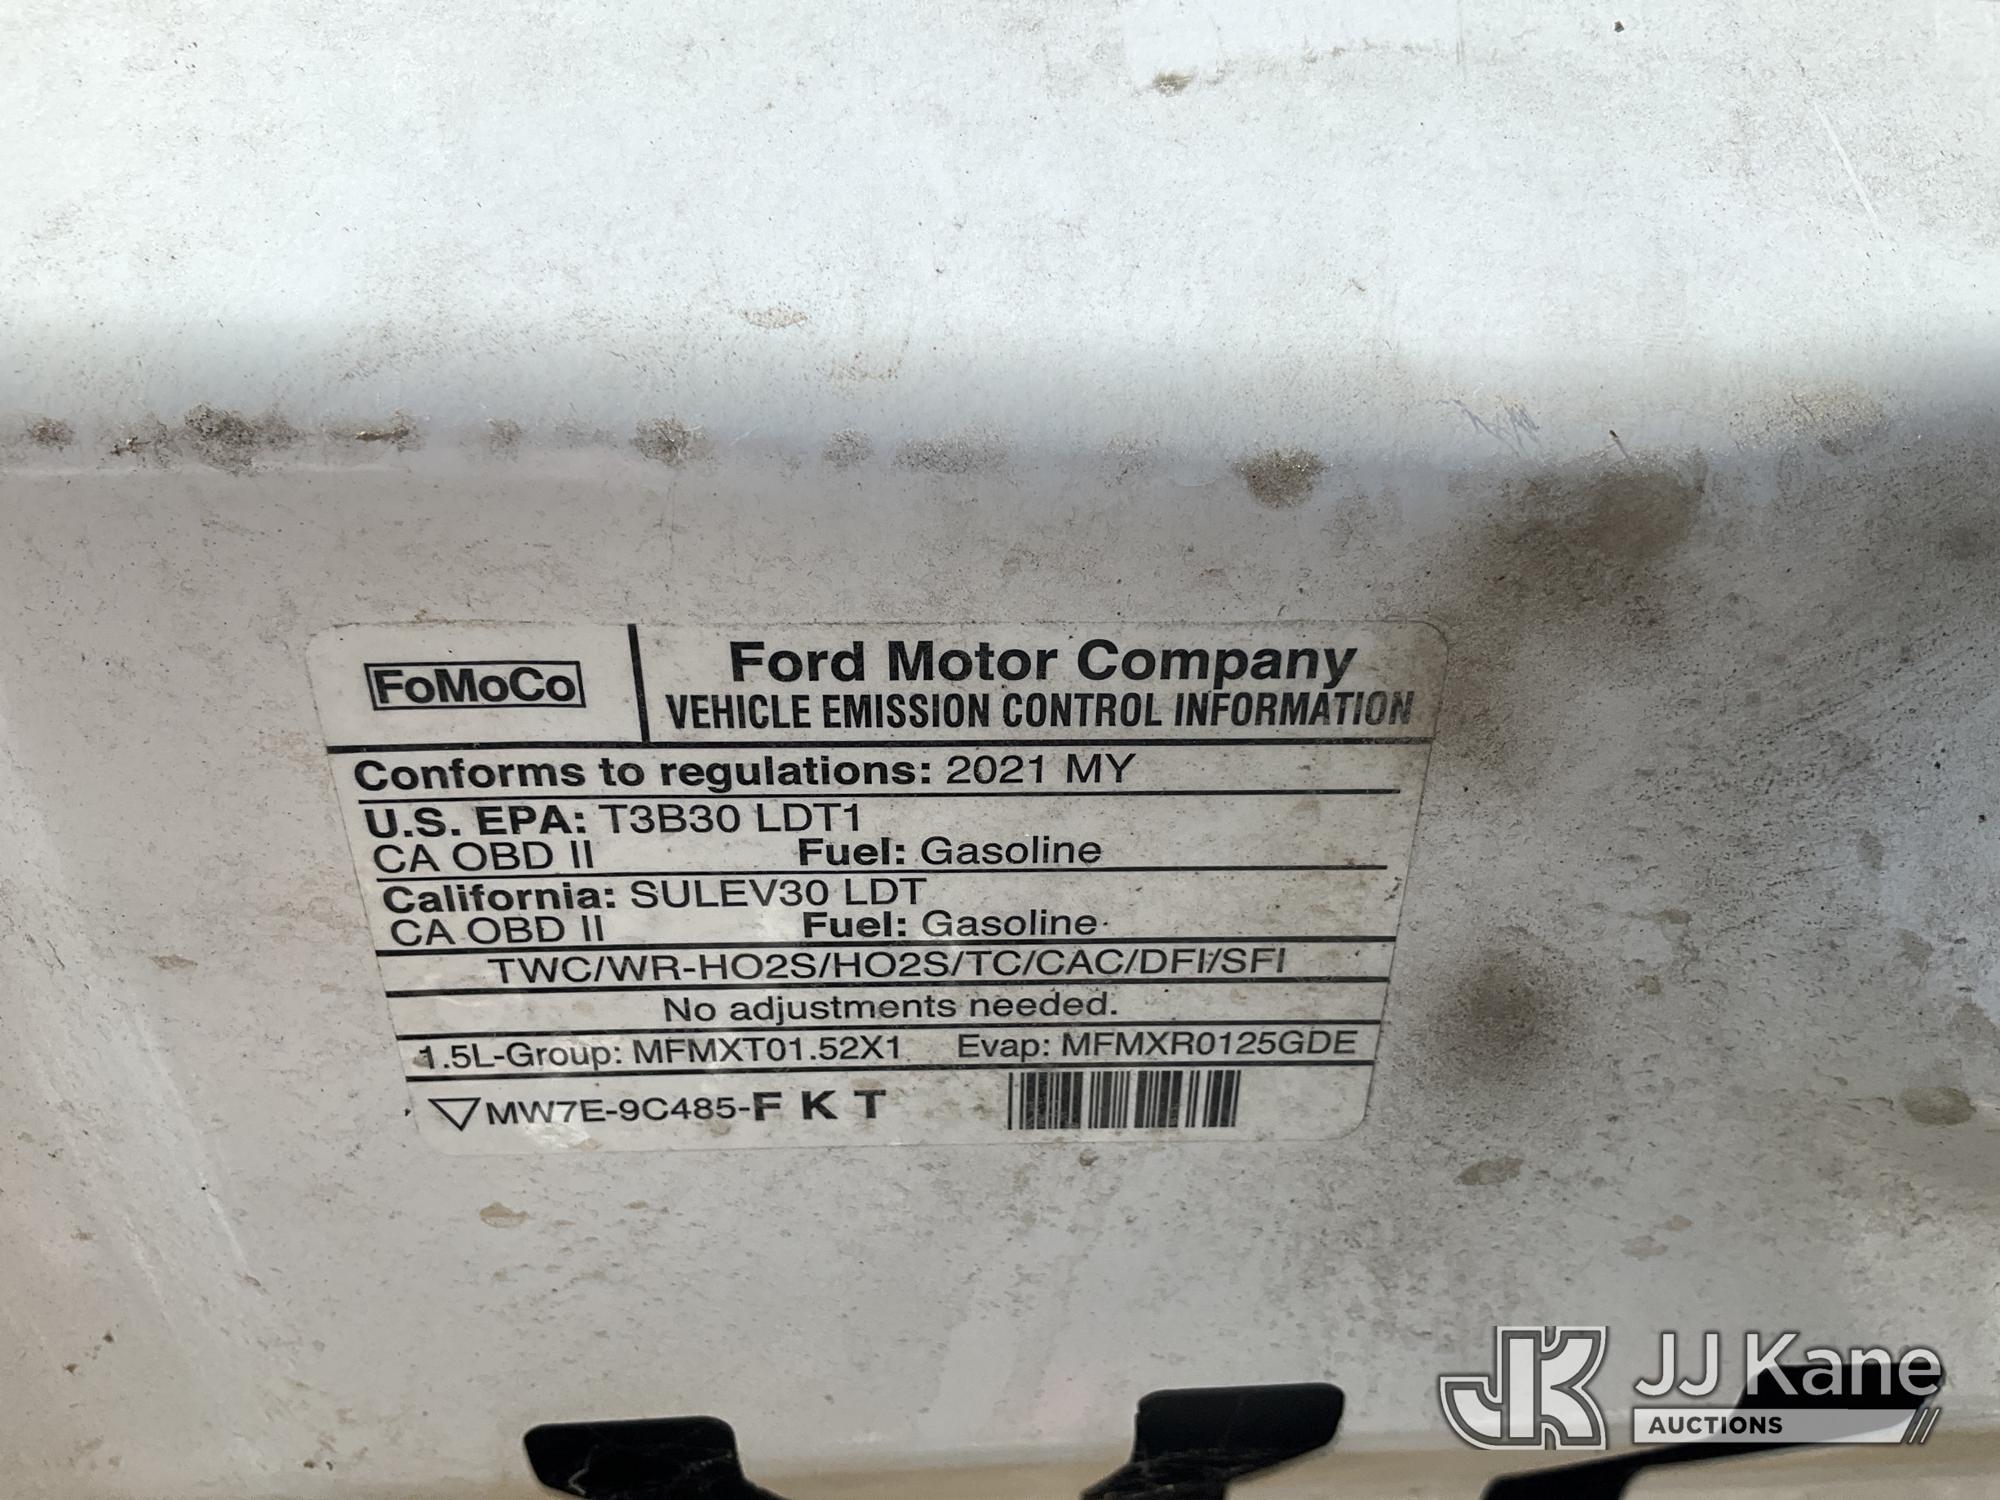 FoMoCo
Ford Motor Company
VEHICLE EMISSION CONTROL INFORMATION
Conforms to regulations: 2021 MY
U.S. EPA: T3B30 LDT1
CA OBD II Fuel: Gasoline
California: SULEV30 LDT
CA OBD II Fuel: Gasoline
TWC/WR-HO2S/HO2S/TC/CAC/DFI/SFI
No adjustments needed.
1.5L-Group: MFMXT01.52X1 Evap: MFMXR0125GDE
MW7E-9C485-F K T
JK JJ Kane
AUCTIONS